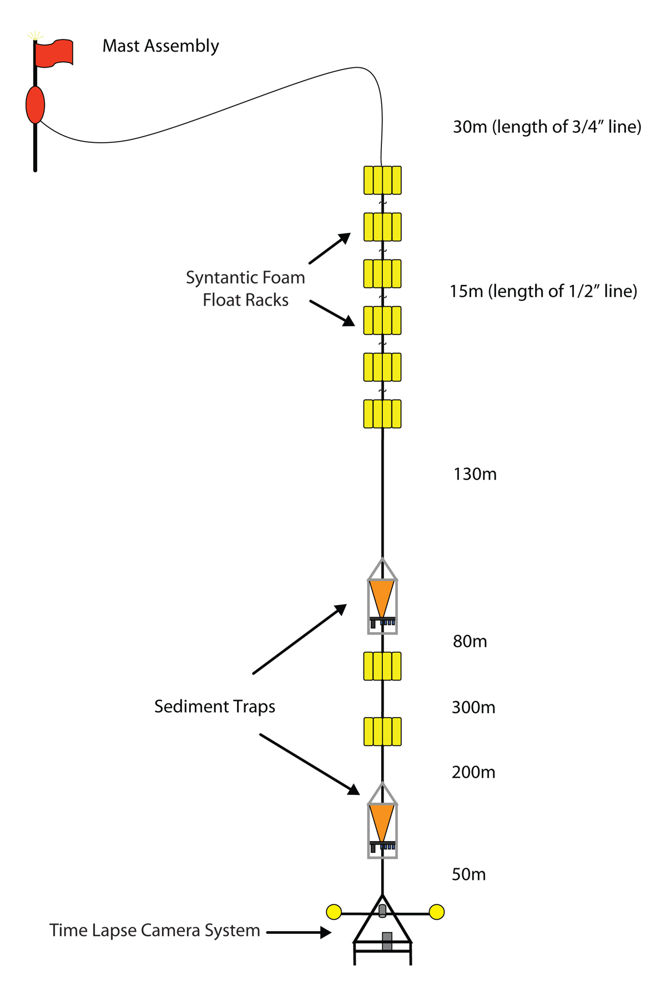 Mast Assembly
30m (length of 3/4” line)
Syntantic Foam
Float Racks
15m (length of 1/2” line)
130m
80m
Sediment Traps
300m
200m
50m
Time Lapse Camera System